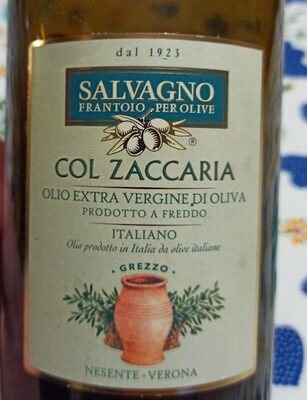 dal 1923
SALVAGNO
FRANTOIO PER OLIVE
®
COL ZACCARIA
OLIO EXTRA VERGINE DI OLIVA
PRODOTTO A FREDDO
ITALIANO
Olio prodotto in Italia da olive italiane
• GREZZO •
NESENTE - VERONA